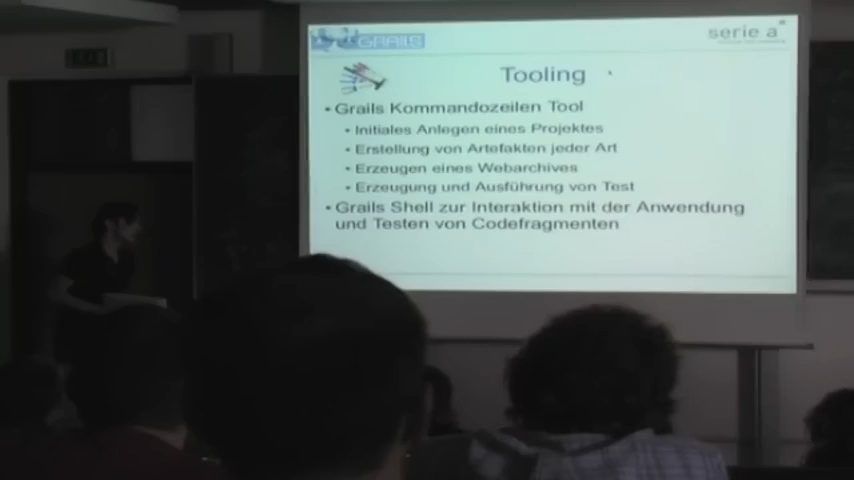 GRAILS
serie a
Tooling
• Grails Kommandozeilen Tool
• Initiales Anlegen eines Projektes
• Erstellung von Artefakten jeder Art
• Erzeugen eines Webarchives
• Erzeugung und Ausführung von Test
• Grails Shell zur Interaktion mit der Anwendung
und Testen von Codefragmenten